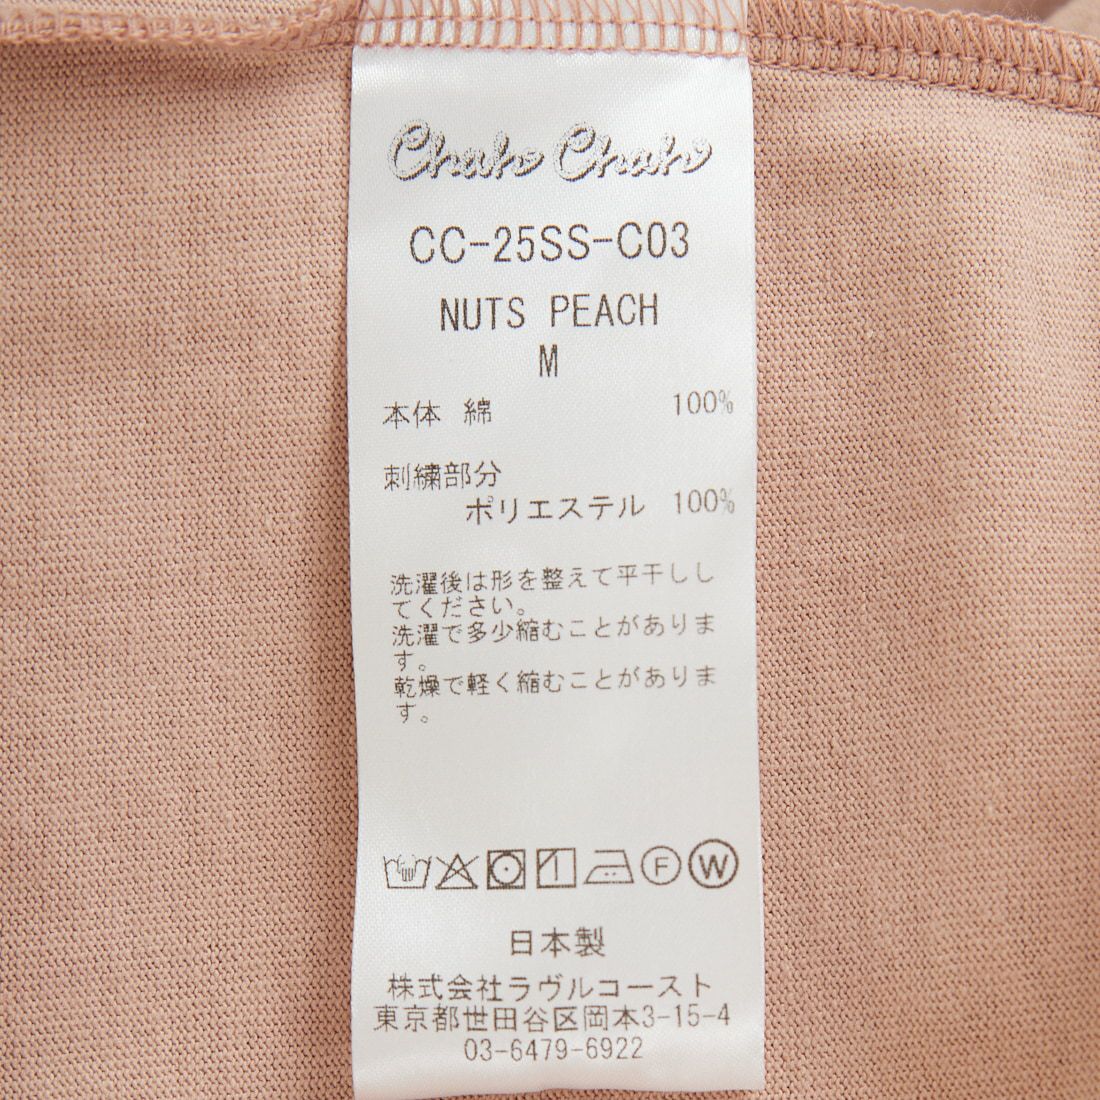 Chah Chah
CC-25SS-C03
NUTS PEACH
M
本体 綿 100%
刺繍部分
ポリエステル 100%
洗濯後は形を整えて平干しし
てください。
洗濯で多少縮むことがありま
す。
乾燥で軽く縮むことがありま
す。
F W
日本製
株式会社ラヴルコースト
東京都世田谷区岡本3-15-4
03-6479-6922